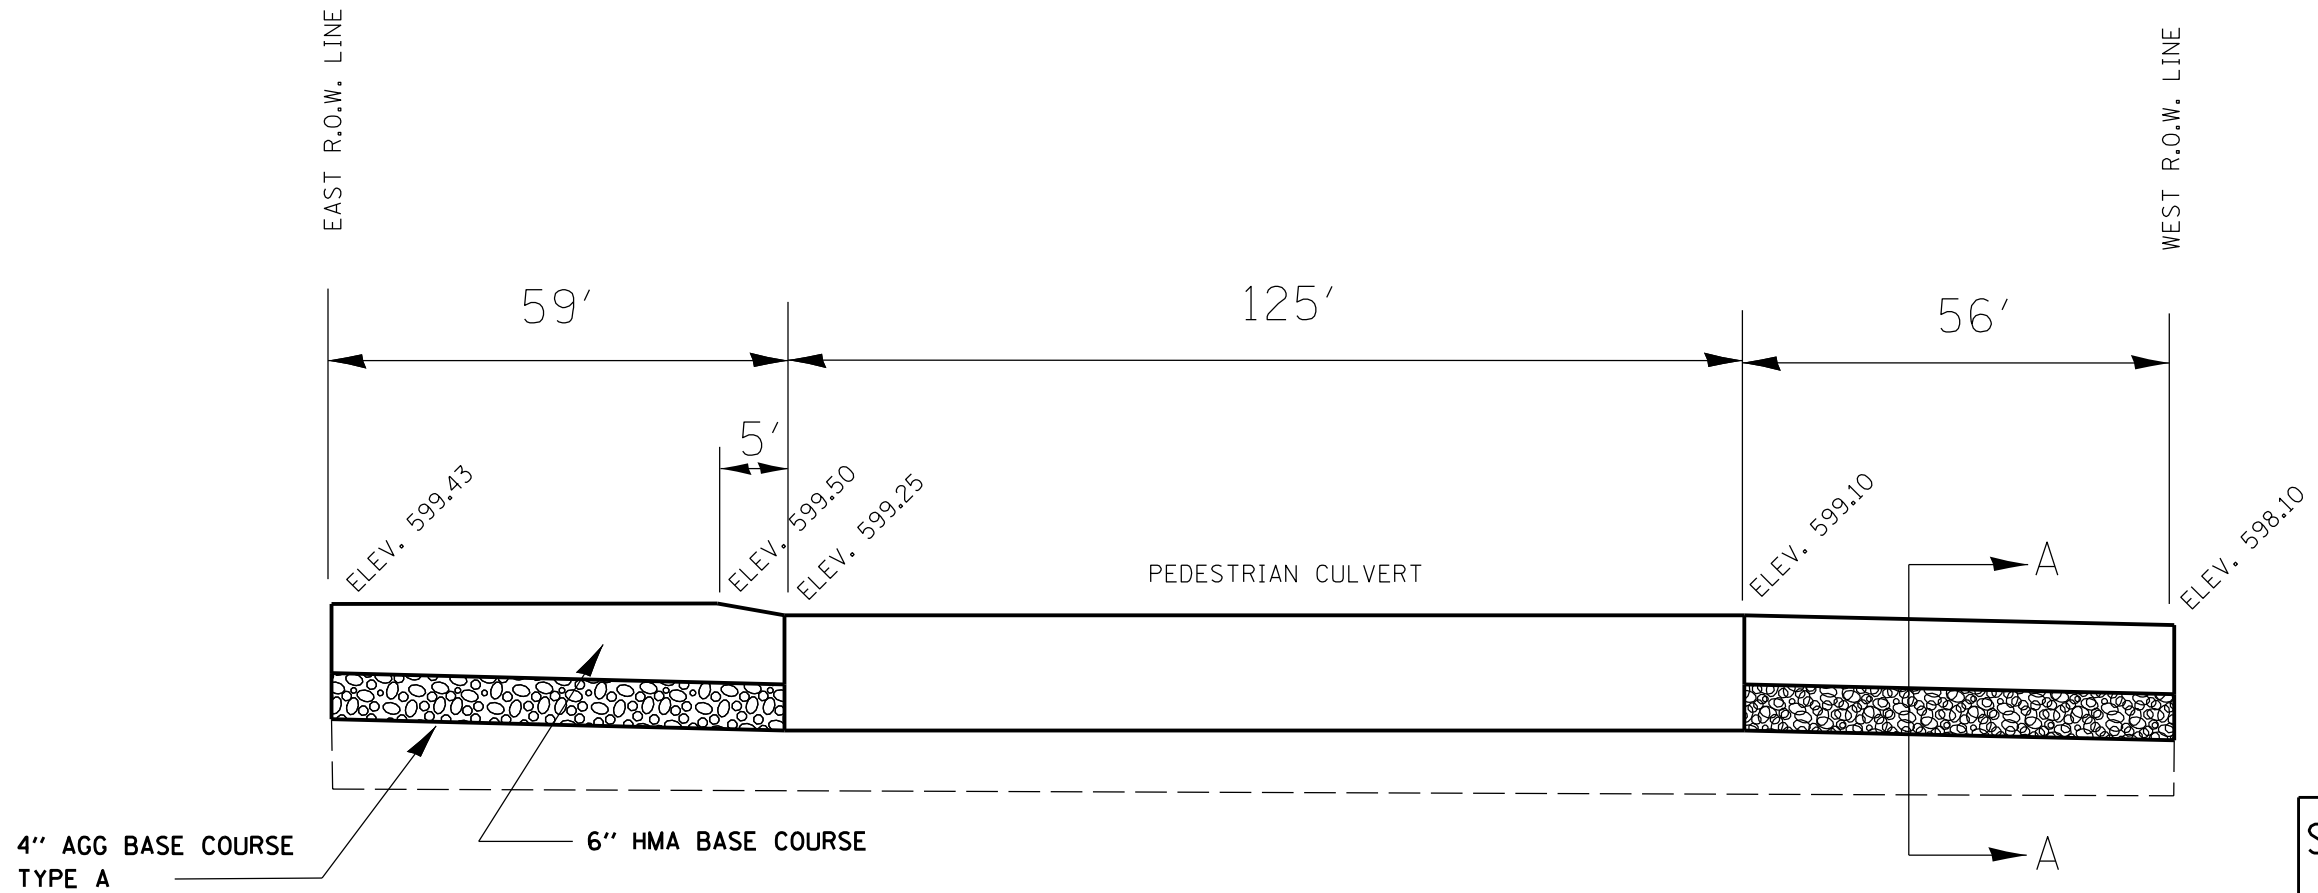 EAST R.O.W. LINE
WEST R.O.W. LINE
59'
125'
56'
5'
ELEV. 599.43
ELEV. 599.50
ELEV. 599.25
PEDESTRIAN CULVERT
ELEV. 599.10
ELEV. 598.10
A
A
4" AGG BASE COURSE
TYPE A
6" HMA BASE COURSE